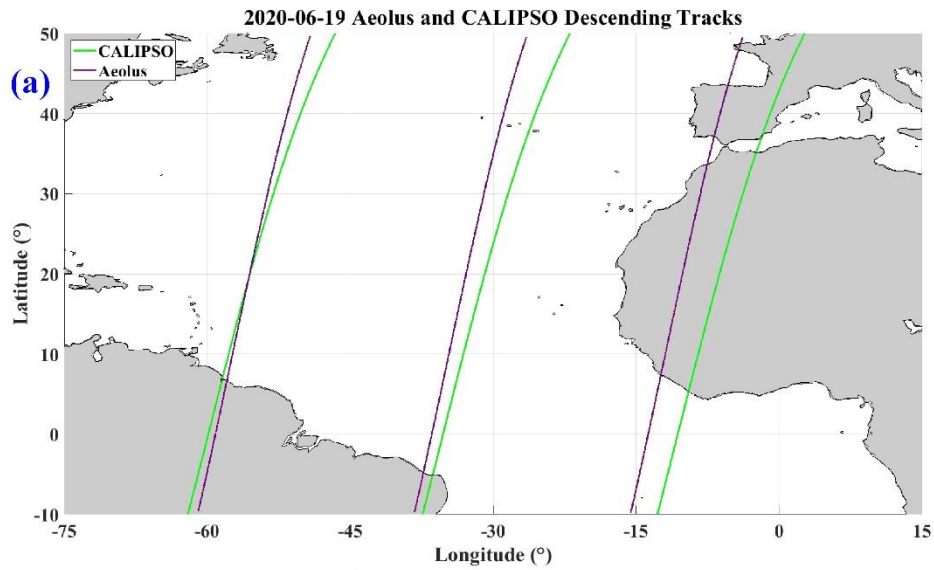 2020-06-19 Aeolus and CALIPSO Descending Tracks
(a)
CALIPSO
Aeolus
Latitude (°)
50
40
30
20
10
0
-10
-75 -60 -45 -30 -15 0 15
Longitude (°)